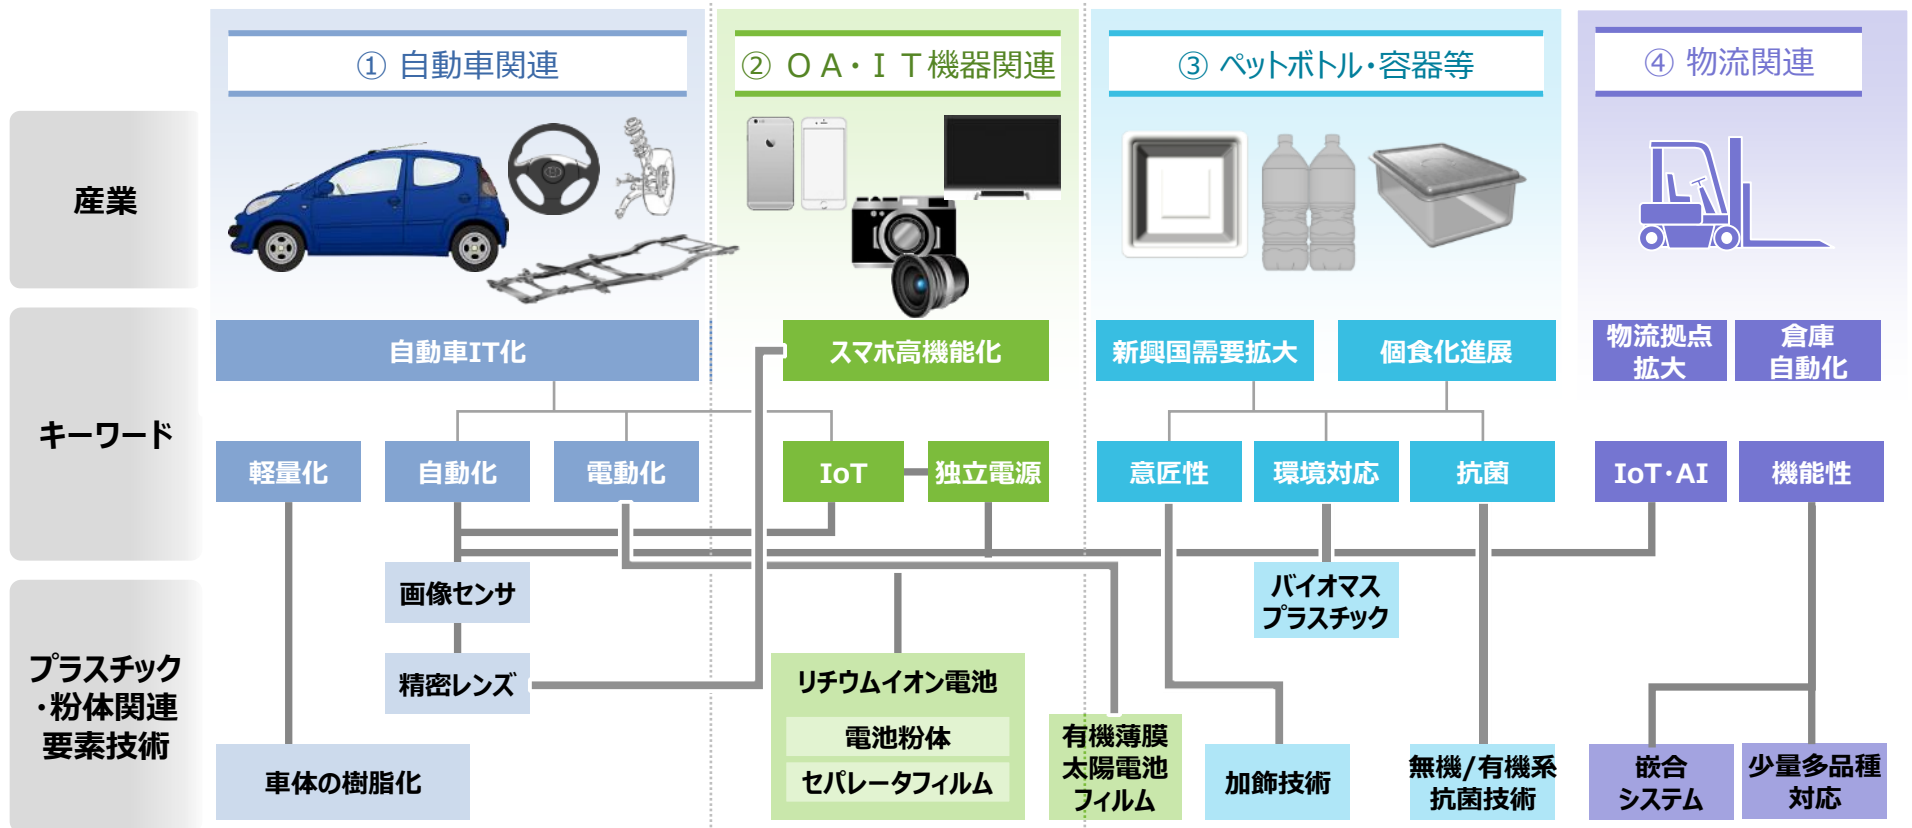 ① 自動車関連
② ＯＡ・ＩＴ機器関連
③ ペットボトル・容器等
④ 物流関連
産業
キーワード
自動車IT化
スマホ高機能化
新興国需要拡大
個食化進展
物流拠点
拡大
倉庫
自動化
軽量化
自動化
電動化
IoT
独立電源
意匠性
環境対応
抗菌
IoT・AI
機能性
プラスチック
・粉体関連
要素技術
画像センサ
精密レンズ
車体の樹脂化
リチウムイオン電池
電池粉体
セパレータフィルム
有機薄膜
太陽電池
フィルム
バイオマス
プラスチック
加飾技術
無機/有機系
抗菌技術
嵌合
システム
少量多品種
対応